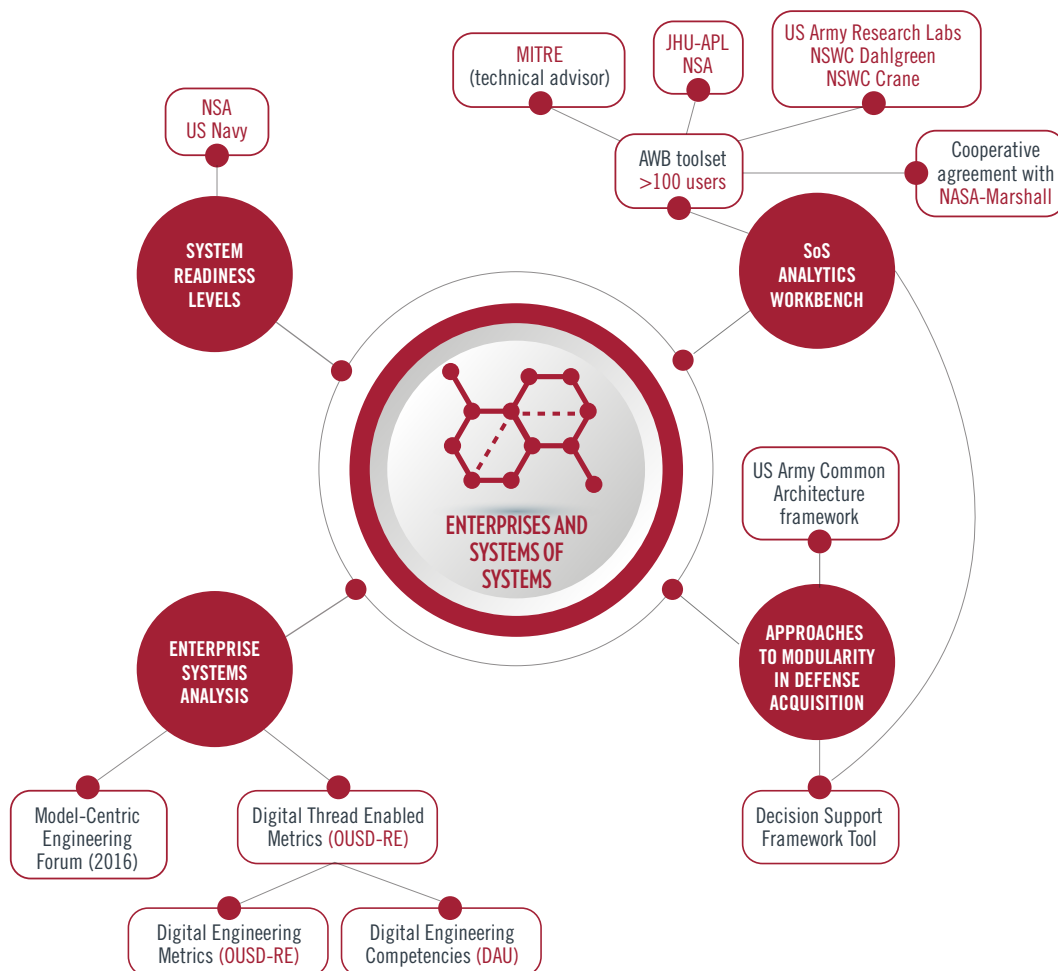 US Army Research Labs
NSWC Dahlgreen
NSWC Crane
JHU-APL
NSA
MITRE
(technical advisor)
NSA
US Navy
AWB toolset
>100 users
Cooperative
agreement with
NASA-Marshall
SYSTEM
READINESS
LEVELS
SoS
ANALYTICS
WORKBENCH
US Army Common
Architecture
framework
ENTERPRISES AND
SYSTEMS OF
SYSTEMS
ENTERPRISE
SYSTEMS
ANALYSIS
APPROACHES
TO MODULARITY
IN DEFENSE
ACQUISITION
Model-Centric
Engineering
Forum (2016)
Digital Thread Enabled
Metrics (OUSD-RE)
Decision Support
Framework Tool
Digital Engineering
Metrics (OUSD-RE)
Digital Engineering
Competencies (DAU)